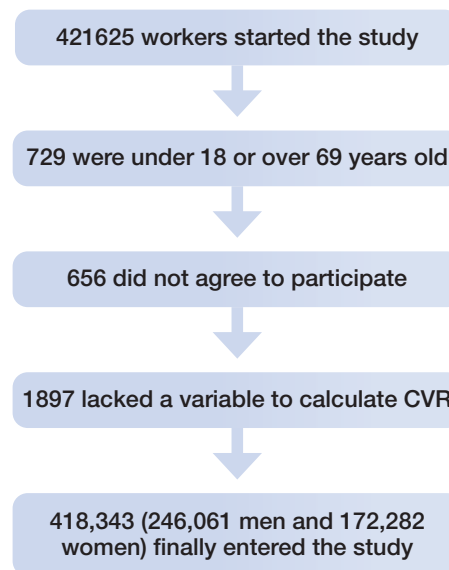 421625 workers started the study
729 were under 18 or over 69 years old
656 did not agree to participate
1897 lacked a variable to calculate CVR
418,343 (246,061 men and 172,282
women) finally entered the study